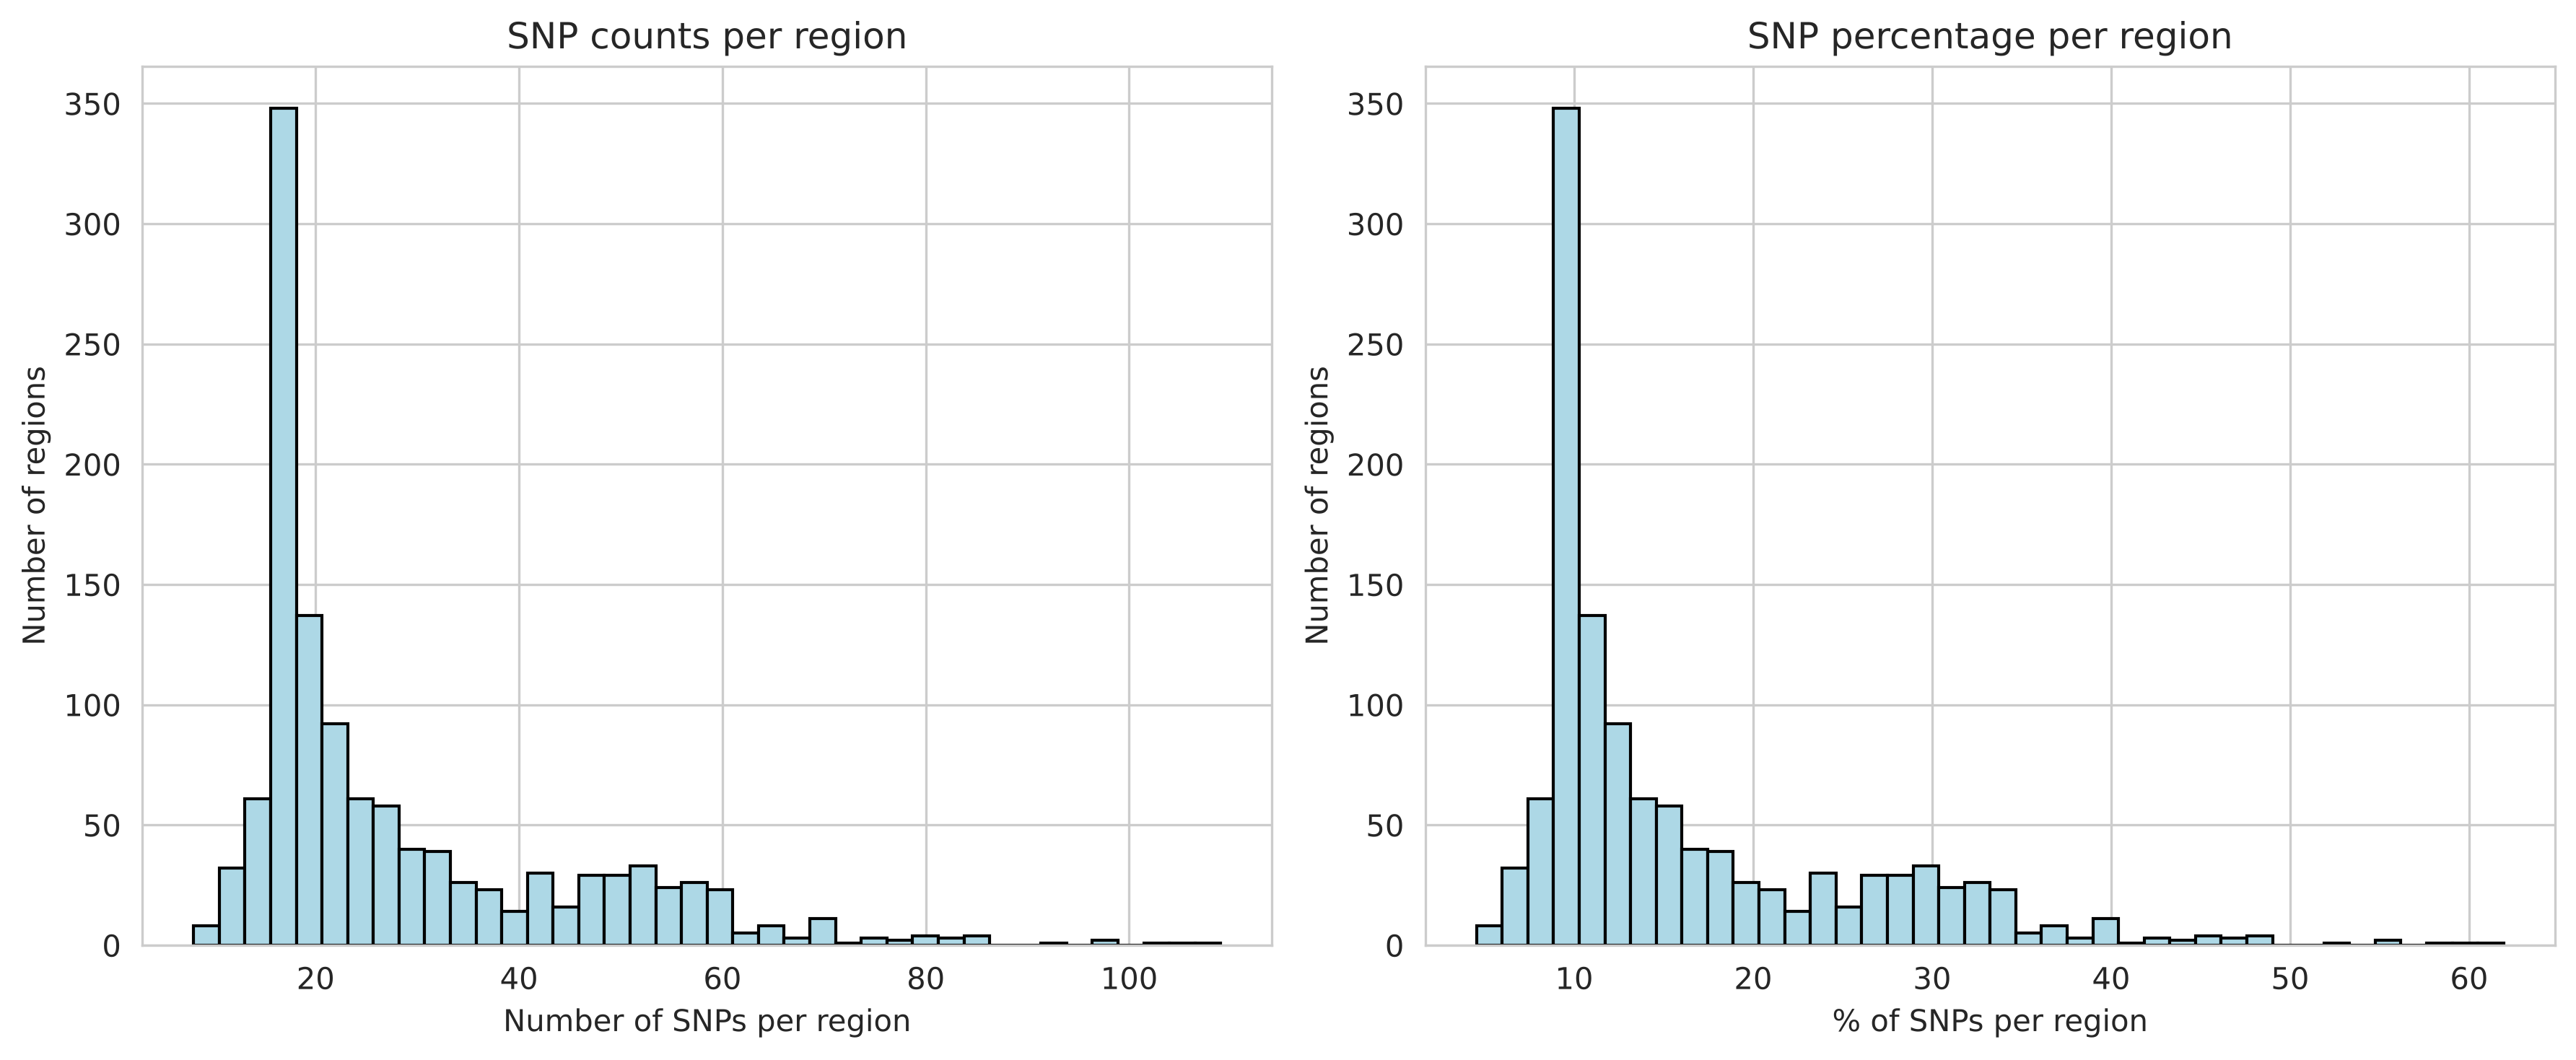 SNP counts per region
350
300
250
200
150
100
50
0
Number of regions
20 40 60 80 100
Number of SNPs per region
SNP percentage per region
350
300
250
200
150
100
50
0
Number of regions
10 20 30 40 50 60
% of SNPs per region